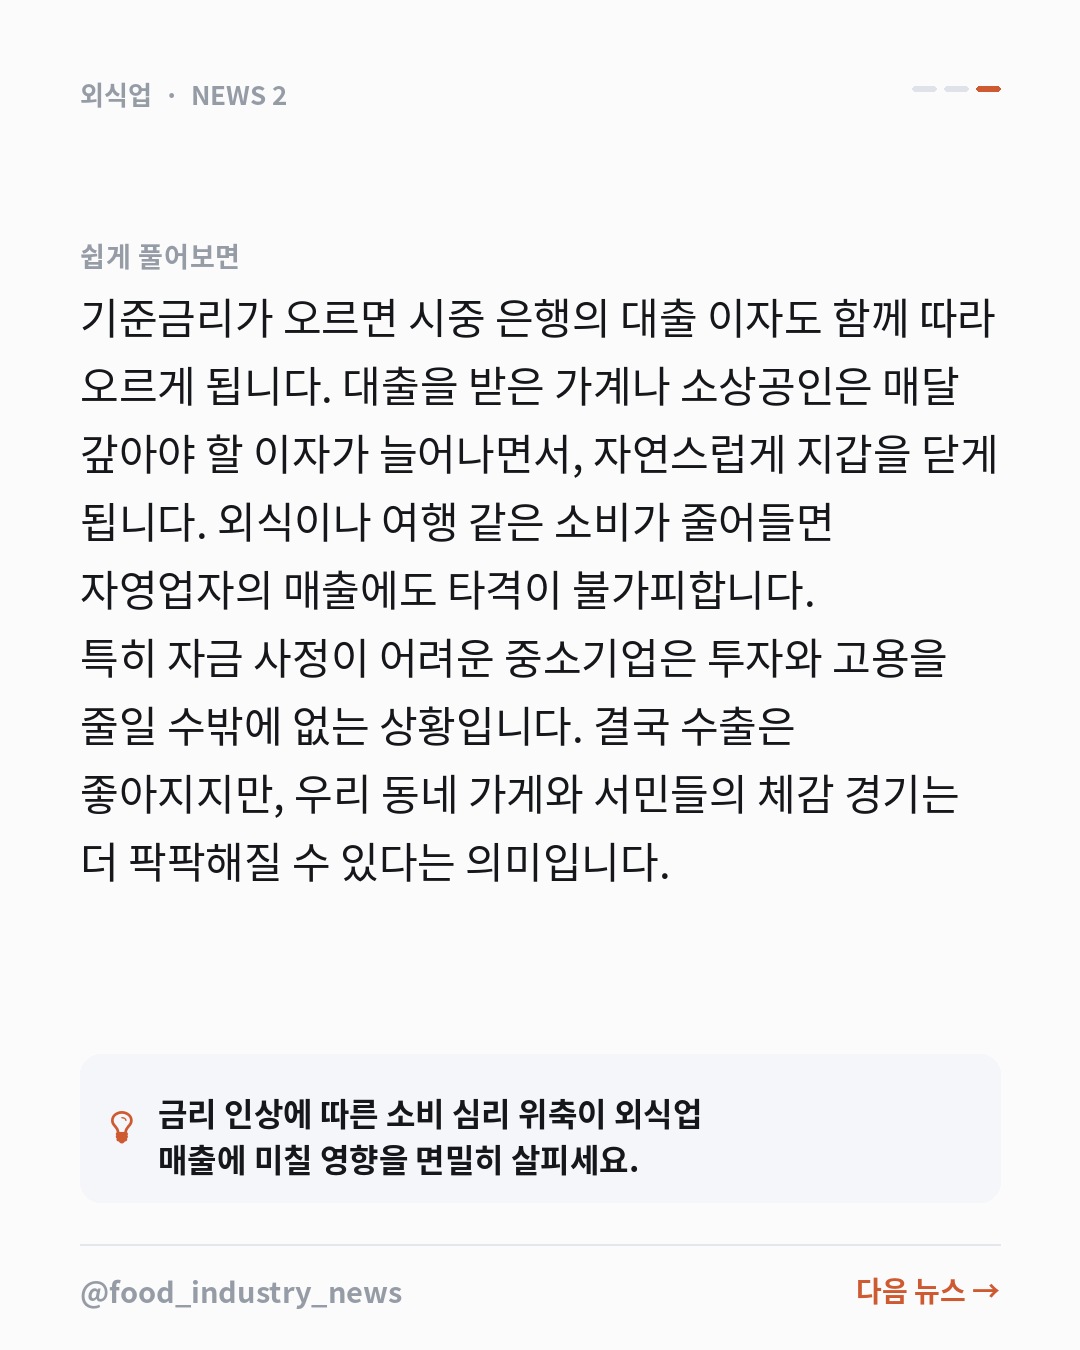 외식업 · NEWS 2
쉽게 풀어보면
기준금리가 오르면 시중 은행의 대출 이자도 함께 따라
오르게 됩니다. 대출을 받은 가계나 소상공인은 매달
갚아야 할 이자가 늘어나면서, 자연스럽게 지갑을 닫게
됩니다. 외식이나 여행 같은 소비가 줄어들면
자영업자의 매출에도 타격이 불가피합니다.
특히 자금 사정이 어려운 중소기업은 투자와 고용을
줄일 수밖에 없는 상황입니다. 결국 수출은
좋아지지만, 우리 동네 가게와 서민들의 체감 경기는
더 팍팍해질 수 있다는 의미입니다.
금리 인상에 따른 소비 심리 위축이 외식업
매출에 미칠 영향을 면밀히 살피세요.
@food_industry_news
다음 뉴스 →